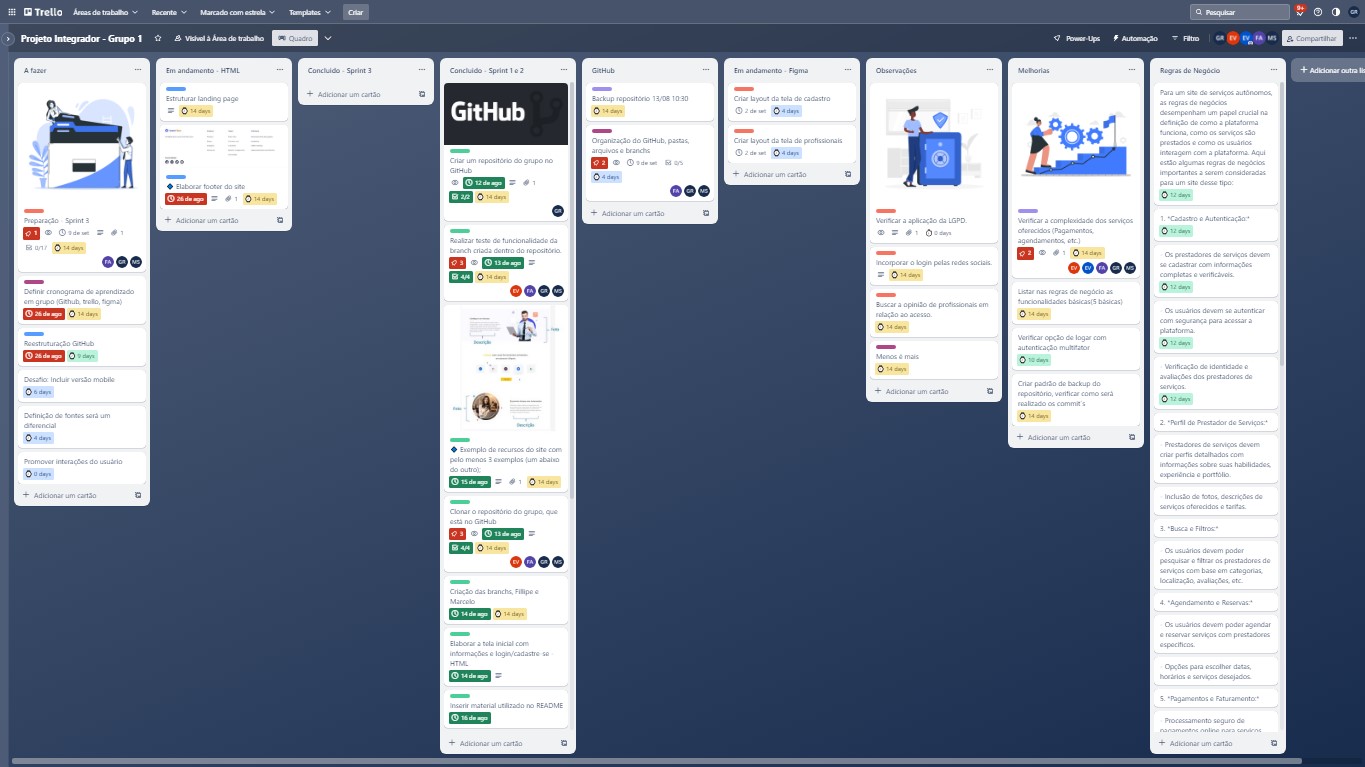 Trello
Áreas de trabalho
Recente
Marcado com estrela
Templates
Criar
Pesquisar
9+
GR
Projeto Integrador - Grupo 1
Visível à Área de trabalho
Quadro
Power-Ups
Automação
Filtro
GR EV EV FA MS
Compartilhar
A fazer
Preparação - Sprint 3
1 9 de set 1
0/17 14 days
FA GR MS
Definir cronograma de aprendizado
em grupo (Github, trello, figma)
26 de ago 14 days
Reestruturação GitHub
26 de ago 9 days
Desafio: Incluir versão mobile
6 days
Definição de fontes será um
diferencial
4 days
Promover interações do usuário
0 days
Adicionar um cartão
Em andamento - HTML
Estruturar landing page
14 days
Elaborar footer do site
26 de ago 1 14 days
Adicionar um cartão
Concluído - Sprint 3
Adicionar um cartão
Concluído - Sprint 1 e 2
GitHub
Criar um repositório do grupo no
GitHub
12 de ago 1
2/2 14 days
GR
Realizar teste de funcionalidade da
branch criada dentro do repositório.
3 13 de ago
4/4 14 days
EV FA GR MS
Descrição
Foto
Foto
Descrição
Exemplo de recursos do site com
pelo menos 3 exemplos (um abaixo
do outro);
15 de ago 1 14 days
Clonar o repositório do grupo, que
está no GitHub
3 13 de ago
4/4 14 days
EV FA GR MS
Criação das branchs, Fillipe e
Marcelo
14 de ago 14 days
Elaborar a tela inicial com
informações e login/cadastre-se -
HTML
14 de ago
Inserir material utilizado no README
16 de ago
Adicionar um cartão
GitHub
Backup repositório 13/08 10:30
14 days
Organização do GitHub, pastas,
arquivos e branchs
2 9 de set 0/5
4 days
FA GR MS
Adicionar um cartão
Em andamento - Figma
Criar layout da tela de cadastro
2 de set 4 days
Criar layout da tela de profissionais
2 de set 4 days
Adicionar um cartão
Observações
Verificar a aplicação da LGPD.
1 0 days
Incorporar o login pelas redes sociais.
14 days
Buscar a opinião de profissionais em
relação ao acesso.
14 days
Menos é mais
14 days
Adicionar um cartão
Melhorias
Verificar a complexidade dos serviços
oferecidos (Pagamentos,
agendamentos, etc.)
2 1 14 days
EV EV FA GR MS
Listar nas regras de negócio as
funcionalidades básicas(5 básicas)
14 days
Verificar opção de logar com
autenticação multifator
10 days
Criar padrão de backup do
repositório, verificar como será
realizado os commit´s
14 days
Adicionar um cartão
Regras de Negócio
Para um site de serviços autônomos,
as regras de negócios
desempenham um papel crucial na
definição de como a plataforma
funciona, como os serviços são
prestados e como os usuários
interagem com a plataforma. Aqui
estão algumas regras de negócio
importantes a serem consideradas
para um site desse tipo:
12 days
1. *Cadastro e Autenticação:*
12 days
- Os prestadores de serviços devem
se cadastrar com informações
completas e verificáveis.
12 days
- Os usuários devem se autenticar
com segurança para acessar a
plataforma.
12 days
- Verificação de identidade e
avaliações dos prestadores de
serviços.
12 days
2. *Perfil de Prestador de Serviços:*
- Prestadores de serviços devem
criar perfis detalhados com
informações sobre suas habilidades,
experiência e portfólio.
- Inclusão de fotos, descrições de
serviços oferecidos e tarifas.
3. *Busca e Filtros:*
- Os usuários devem poder
pesquisar e filtrar os prestadores de
serviços com base em categorias,
localização, avaliações, etc.
4. *Agendamento e Reservas:*
- Os usuários devem poder agendar
e reservar serviços com prestadores
específicos.
- Opções para escolher datas,
horários e serviços desejados.
5. *Pagamentos e Faturamento:*
- Processamento seguro de
pagamentos online para serviços
Adicionar um cartão
Adicionar outra lis